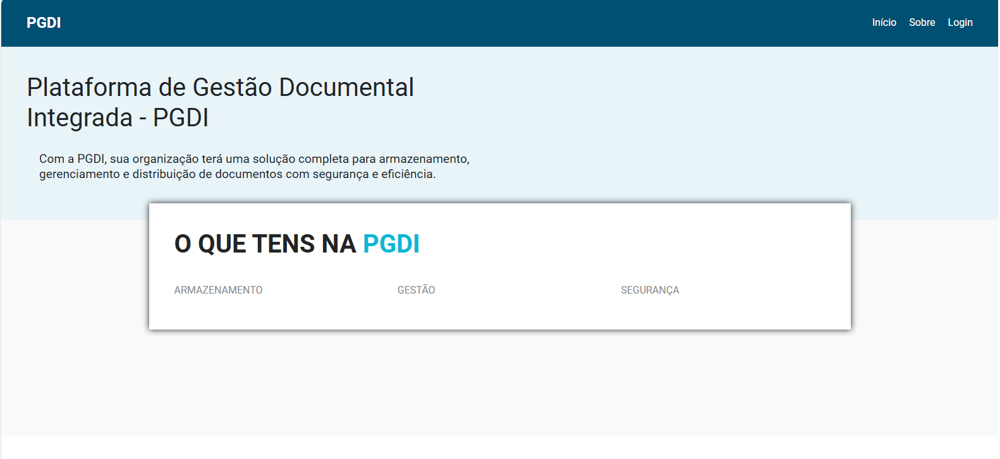 PGDI
Início Sobre Login
Plataforma de Gestão Documental
Integrada - PGDI
Com a PGDI, sua organização terá uma solução completa para armazenamento,
gerenciamento e distribuição de documentos com segurança e eficiência.
O QUE TENS NA PGDI
ARMAZENAMENTO
GESTÃO
SEGURANÇA